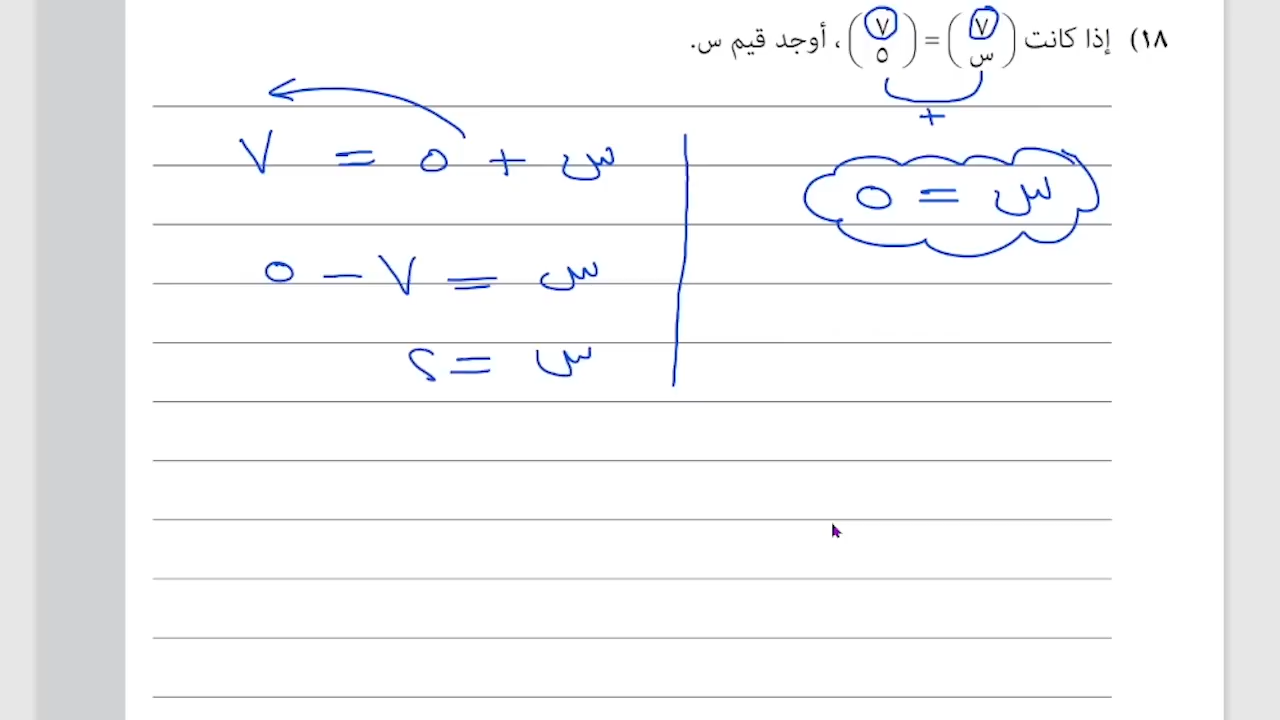 ١٨) إذا كانت (٧ س) = (٧ ٥) ، أوجد قيم س.
+
س = ٥
س + ٥ = ٧
س = ٧ - ٥
س = ٢